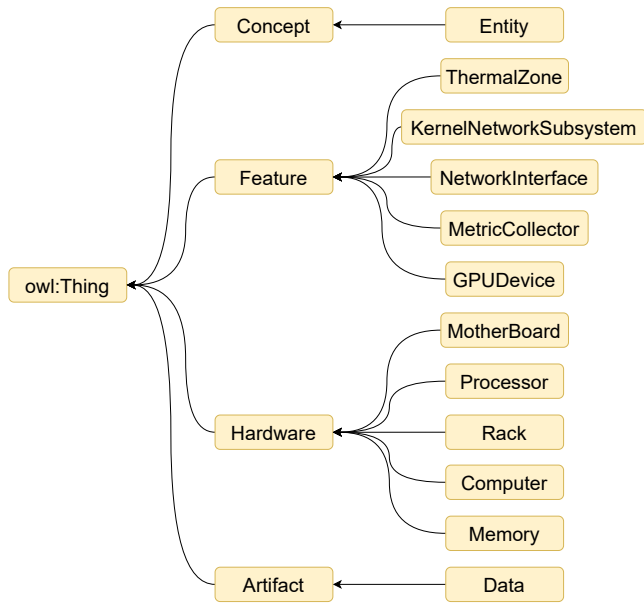 Concept
Entity
ThermalZone
KernelNetworkSubsystem
Feature
NetworkInterface
MetricCollector
owl:Thing
GPUDevice
MotherBoard
Processor
Hardware
Rack
Computer
Memory
Artifact
Data